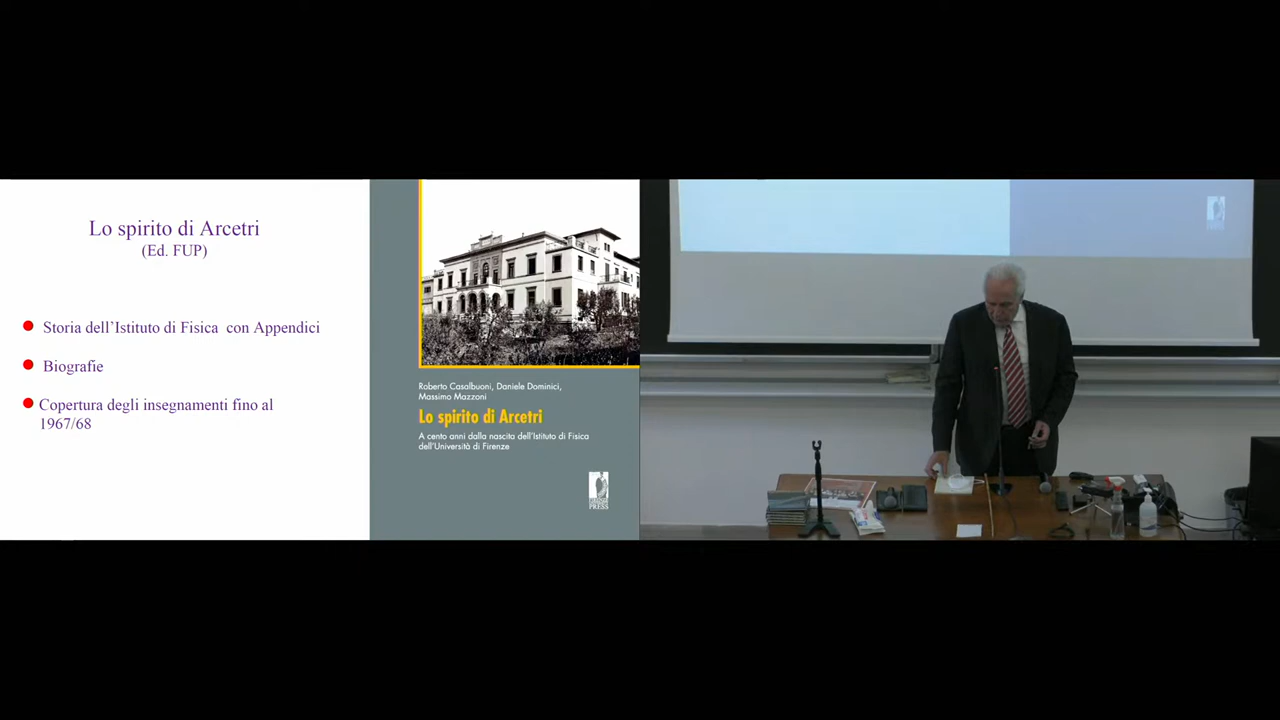 Lo spirito di Arcetri
(Ed. FUP)
Storia dell'Istituto di Fisica con Appendici
Biografie
Copertura degli insegnamenti fino al
1967/68
Roberto Casalbuoni, Daniele Dominici,
Massimo Mazzoni
Lo spirito di Arcetri
A cento anni dalla nascita dell'Istituto di Fisica
dell'Università di Firenze
PRESS